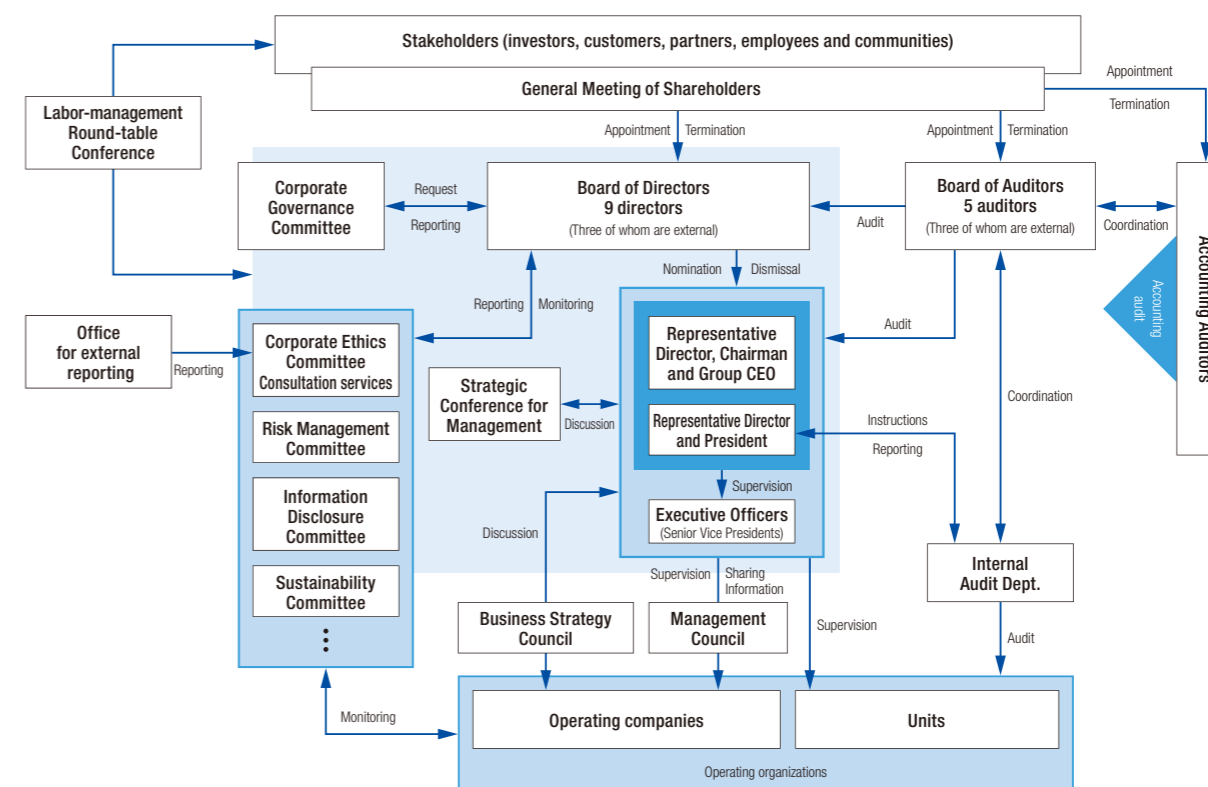 Stakeholders (investors, customers, partners, employees and communities)
General Meeting of Shareholders
Appointment
Termination
Labor-management
Round-table
Conference
Appointment
Termination
Appointment
Termination
Corporate
Governance
Committee
Request
Reporting
Board of Directors
9 directors
(Three of whom are external)
Audit
Board of Auditors
5 auditors
(Three of whom are external)
Coordination
Accounting Auditors
Accounting
audit
Nomination
Dismissal
Reporting
Monitoring
Office
for external
reporting
Reporting
Corporate Ethics
Committee
Consultation services
Risk Management
Committee
Information
Disclosure
Committee
Sustainability
Committee
Strategic
Conference for
Management
Discussion
Representative
Director, Chairman
and Group CEO
Representative Director
and President
Audit
Coordination
Instructions
Reporting
Supervision
Executive Officers
(Senior Vice Presidents)
Discussion
Supervision
Sharing
Information
Internal
Audit Dept.
Business Strategy
Council
Management
Council
Supervision
Audit
Monitoring
Operating companies
Units
Operating organizations